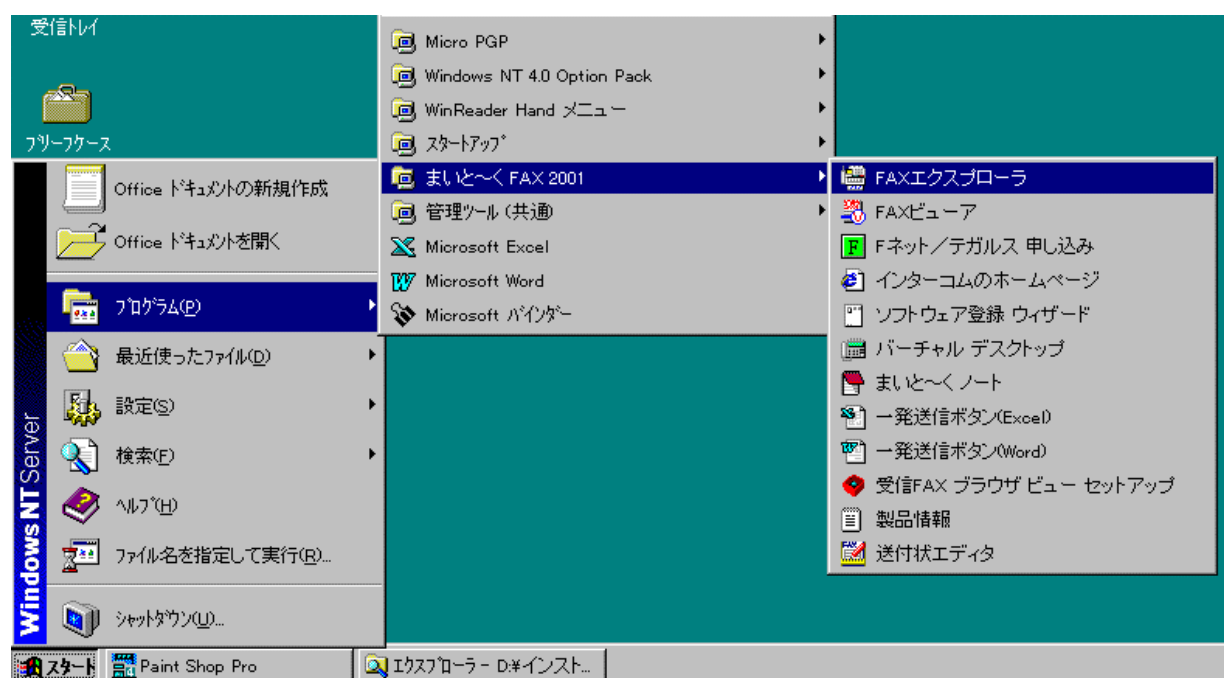 受信ﾄﾚｲ
ﾌﾞﾘｰﾌｹｰｽ
Office ﾄﾞｷｭﾒﾝﾄの新規作成
Office ﾄﾞｷｭﾒﾝﾄを開く
ﾌﾟﾛｸﾞﾗﾑ(P)
最近使ったﾌｧｲﾙ(D)
設定(S)
検索(F)
ﾍﾙﾌﾟ(H)
ﾌｧｲﾙ名を指定して実行(R)...
ｼｬｯﾄﾀﾞｳﾝ(U)...
Windows NT Server
Micro PGP
Windows NT 4.0 Option Pack
WinReader Hand メニュー
ｽﾀｰﾄｱｯﾌﾟ
まいと～く FAX 2001
管理ﾂｰﾙ (共通)
Microsoft Excel
Microsoft Word
Microsoft ﾊﾞｲﾝﾀﾞｰ
FAXエクスプローラ
FAXビューア
Fネット／テガルス 申し込み
インターコムのホームページ
ソフトウェア登録 ウィザード
バーチャル デスクトップ
まいと～く ノート
一発送信ボタン(Excel)
一発送信ボタン(Word)
受信FAX ブラウザ ビュー セットアップ
製品情報
送付状エディタ
スタート
Paint Shop Pro
ｴｸｽﾌﾟﾛｰﾗ - D:¥インスト...